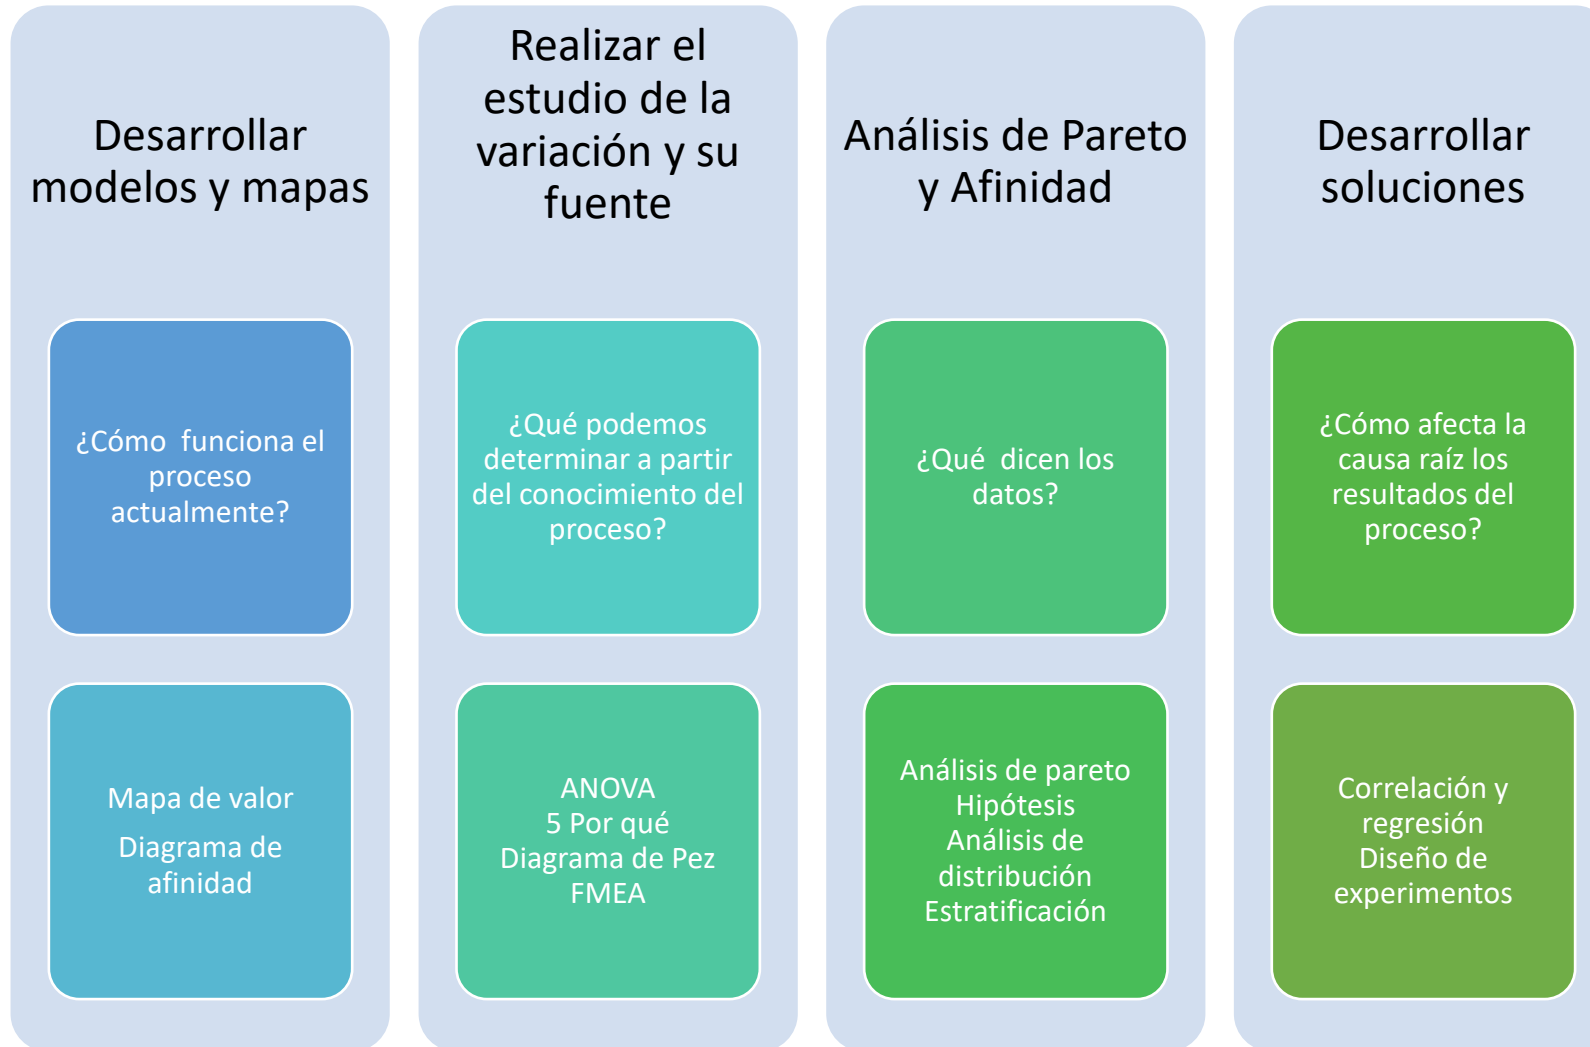 Desarrollar
modelos y mapas
¿Cómo  funciona el
proceso
actualmente?
Mapa de valor
Diagrama de
afinidad
Realizar el
estudio de la
variación y su
fuente
¿Qué podemos
determinar a partir
del conocimiento del
proceso?
ANOVA
5 Por qué
Diagrama de Pez
FMEA
Análisis de Pareto
y Afinidad
¿Qué  dicen los
datos?
Análisis de pareto
Hipótesis
Análisis de
distribución
Estratificación
Desarrollar
soluciones
¿Cómo afecta la
causa raíz los
resultados del
proceso?
Correlación y
regresión
Diseño de
experimentos